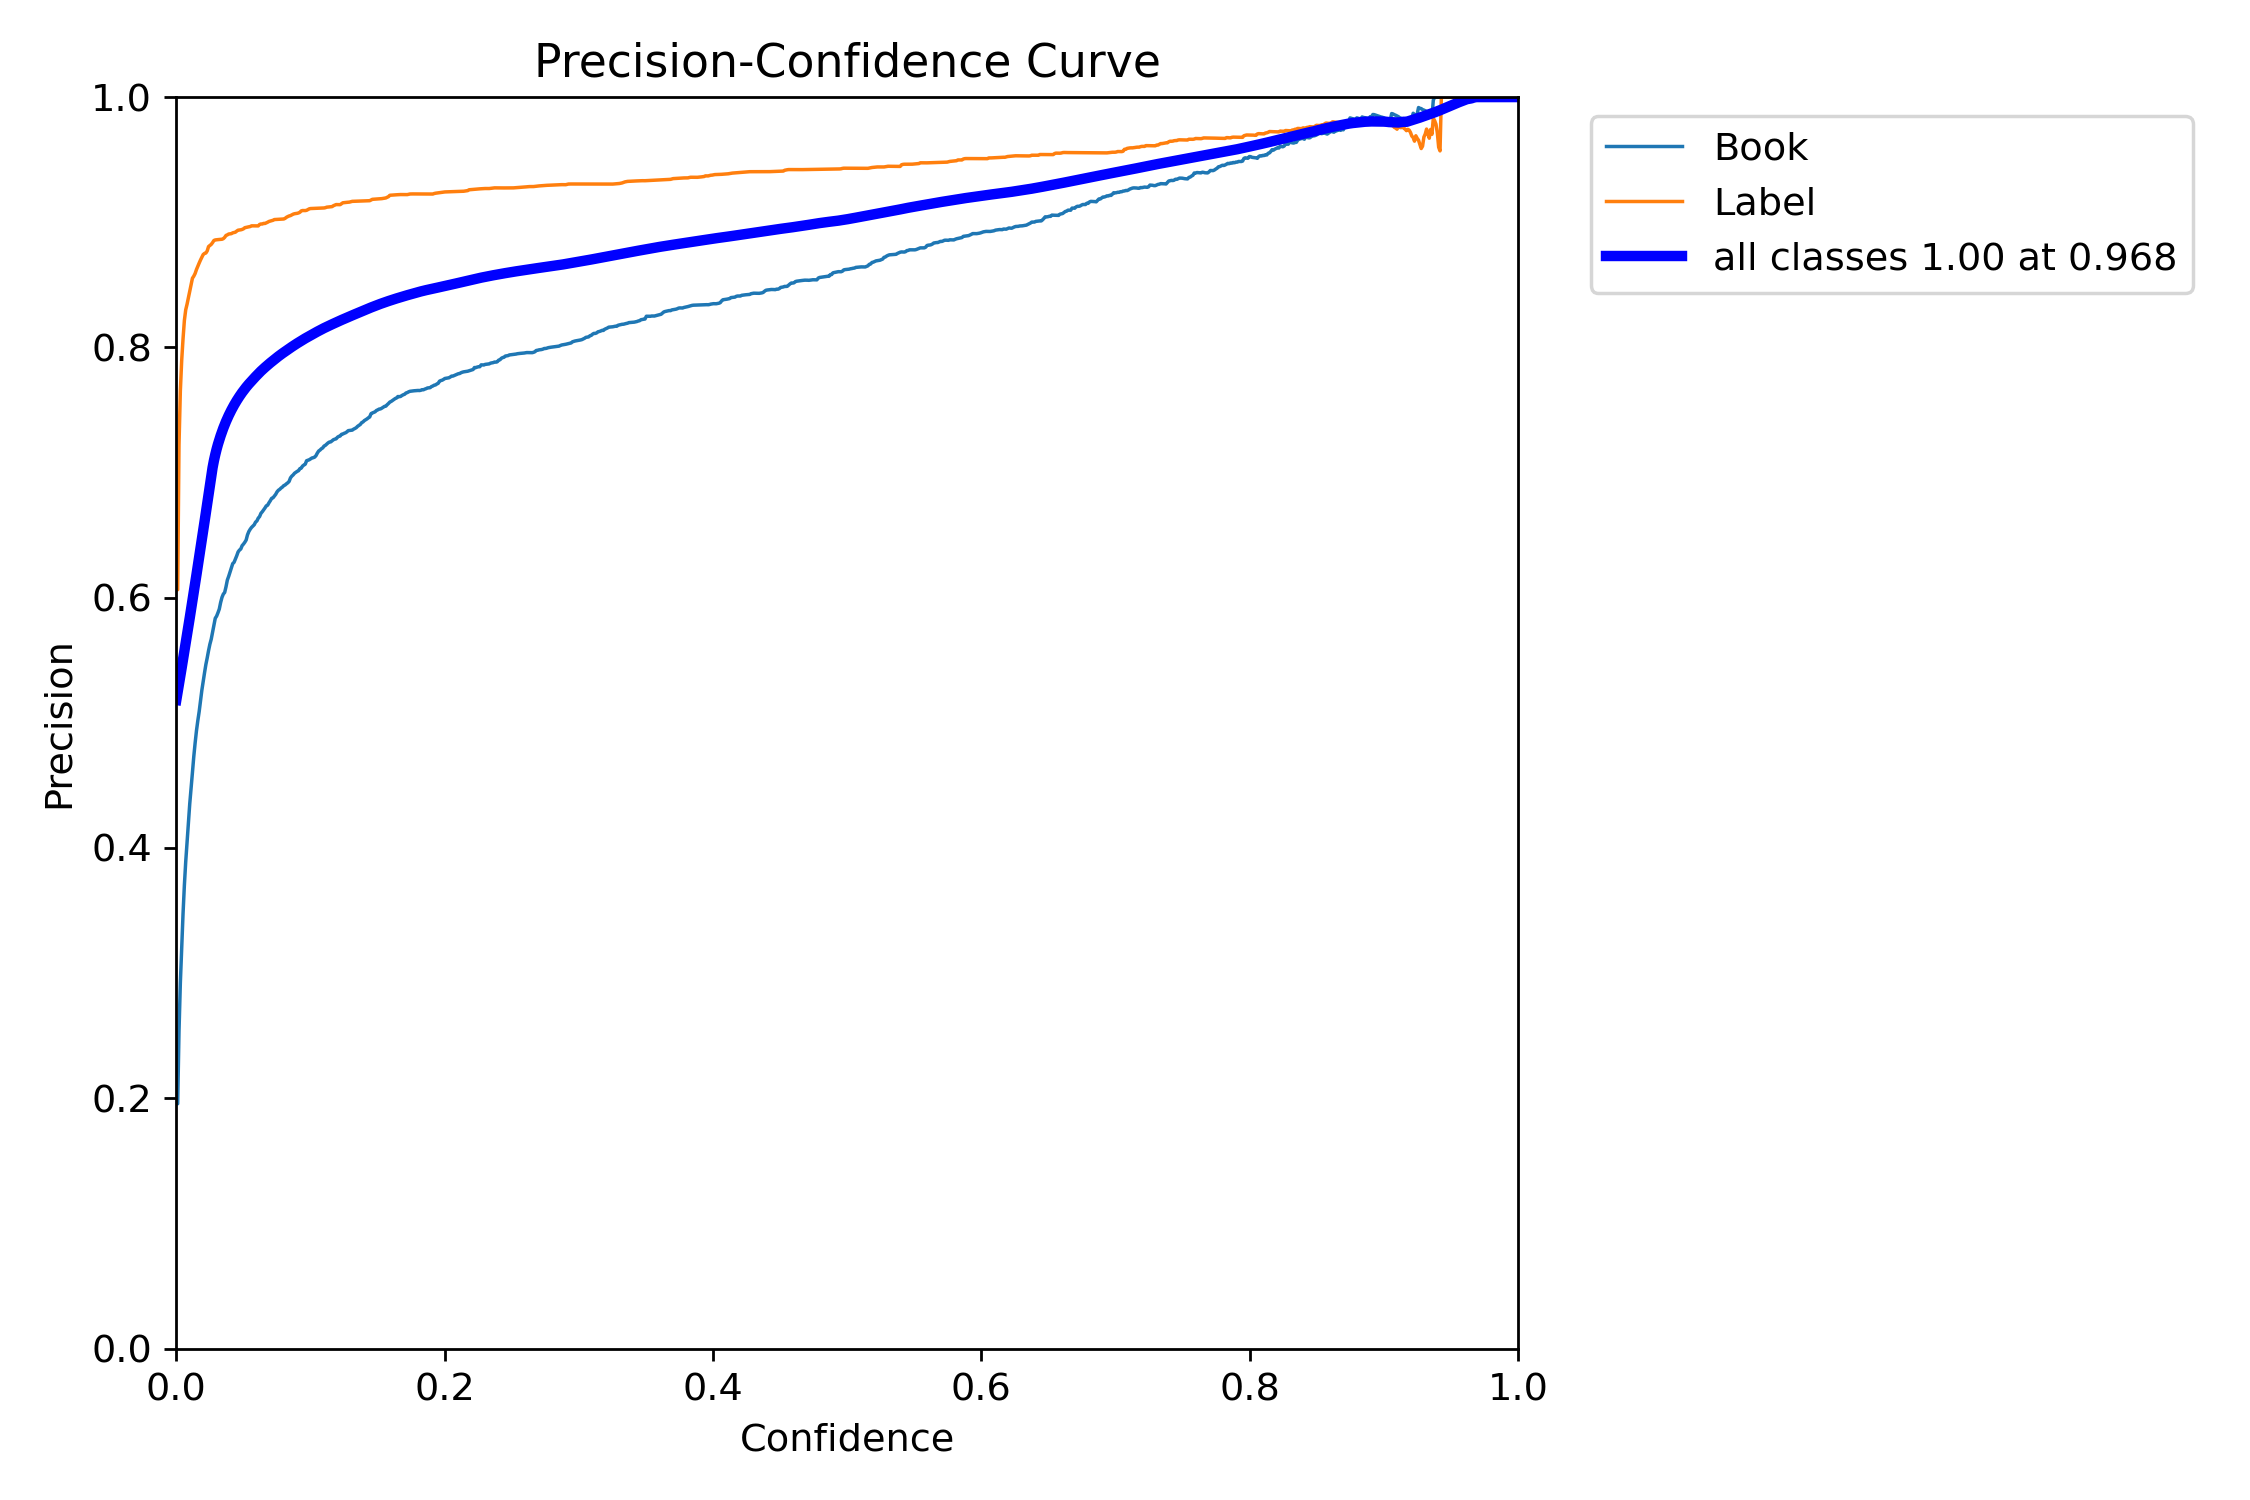 Precision-Confidence Curve
1.0
0.8
0.6
0.4
0.2
0.0
Precision
0.0 0.2 0.4 0.6 0.8 1.0
Confidence
Book
Label
all classes 1.00 at 0.968